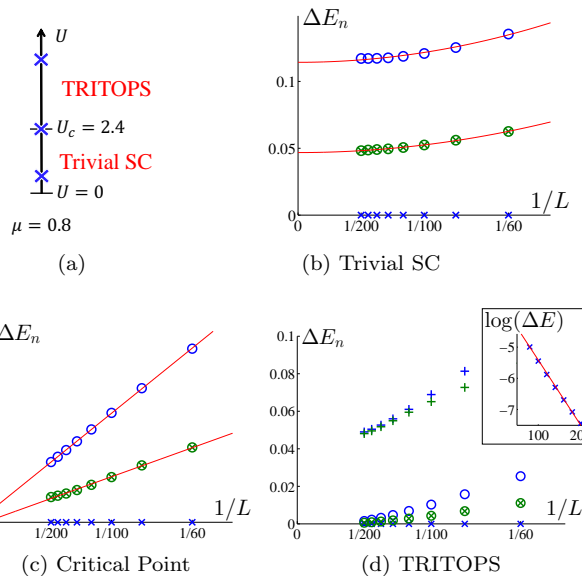 U
TRITOPS
U_c = 2.4
Trivial SC
U = 0
μ = 0.8
(a)
ΔE_n
0.1
0.05
0
1/200
1/100
1/60
1/L
(b) Trivial SC
ΔE_n
1/L
1/200
1/100
1/60
(c) Critical Point
0.1
ΔE_n
0.08
0.06
0.04
0.02
0
0
1/200
1/100
1/60
1/L
log(ΔE)
-5
-6
-7
100
(d) TRITOPS